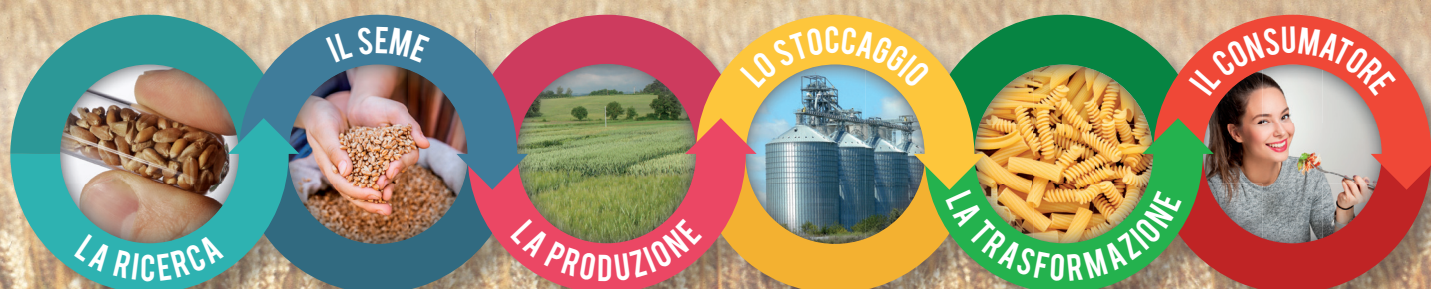 LA RICERCA
IL SEME
LA PRODUZIONE
LO STOCCAGGIO
LA TRASFORMAZIONE
IL CONSUMATORE